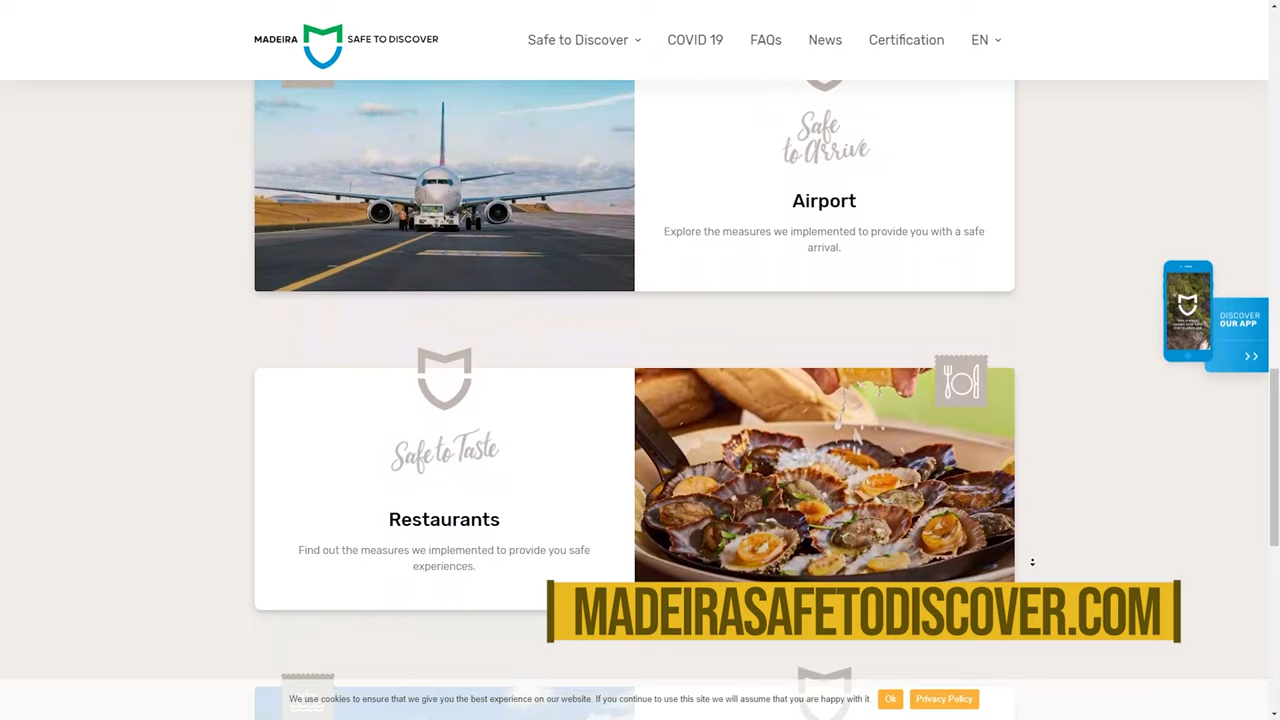 MADEIRA SAFE TO DISCOVER
Safe to Discover COVID 19 FAQs News Certification EN
Safe
to Arrive
Airport
Explore the measures we implemented to provide you with a safe
arrival.
DISCOVER
OUR APP
Safe to Taste
Restaurants
Find out the measures we implemented to provide you safe
experiences.
MADEIRASAFETODISCOVER.COM
We use cookies to ensure that we give you the best experience on our website. If you continue to use this site we will assume that you are happy with it. Ok Privacy Policy